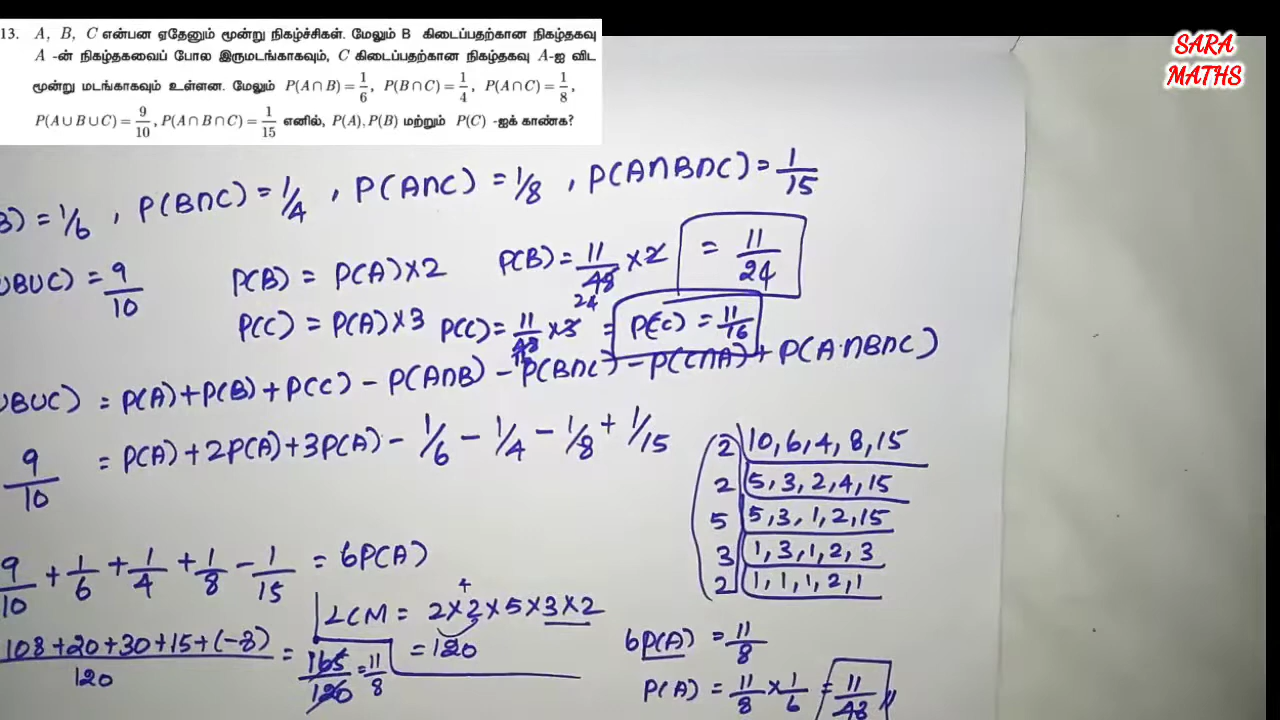 SARA
MATHS
13. A, B, C என்பன ஏதேனும் மூன்று நிகழ்ச்சிகள். மேலும் B கிடைப்பதற்கான நிகழ்தகவு
A -ன் நிகழ்தகவைப் போல இருமடங்காகவும், C கிடைப்பதற்கான நிகழ்தகவு A-ஐ விட
மூன்று மடங்காகவும் உள்ளன. மேலும் P(A∩B) = 1/6, P(B∩C) = 1/4, P(A∩C) = 1/8,
P(A∪B∪C) = 9/10, P(A∩B∩C) = 1/15 எனில், P(A), P(B) மற்றும் P(C) -ஐக் காண்க?
B) = 1/6, P(B∩C) = 1/4, P(A∩C) = 1/8, P(A∩B∩C) = 1/15
∪B∪C) = 9/10
P(B) = P(A)×2 P(B) = 11/48 × 2 = 11/24
24
P(C) = P(A)×3 P(C) = 11/48 × 3 = P(C) = 11/16
∪B∪C) = P(A)+P(B)+P(C) - P(A∩B) - P(B∩C) - P(C∩A) + P(A∩B∩C)
9/10 = P(A)+2P(A)+3P(A) - 1/6 - 1/4 - 1/8 + 1/15
2 10, 6, 4, 8, 15
2 5, 3, 2, 4, 15
5 5, 3, 1, 2, 15
3 1, 3, 1, 2, 3
2 1, 1, 1, 2, 1
9/10 + 1/6 + 1/4 + 1/8 - 1/15 = 6P(A)
4
LCM = 2×2×5×3×2
= 120
108+20+30+15+(-8)/120 = 165/120 = 11/8
6P(A) = 11/8
P(A) = 11/8 × 1/6 = 11/48